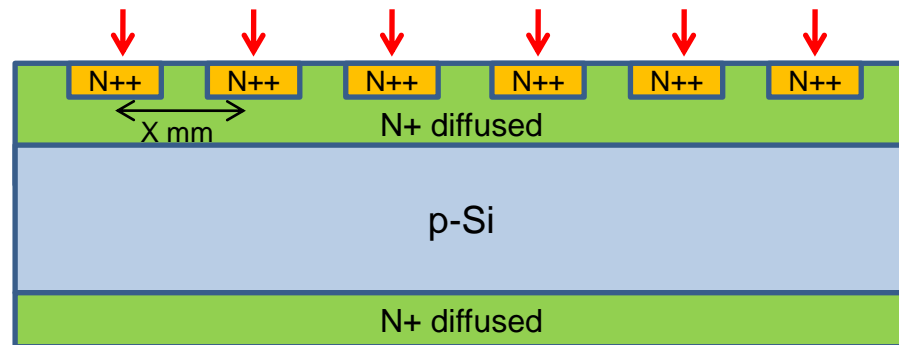 N++ N++ N++ N++ N++ N++
X mm
N+ diffused
p-Si
N+ diffused